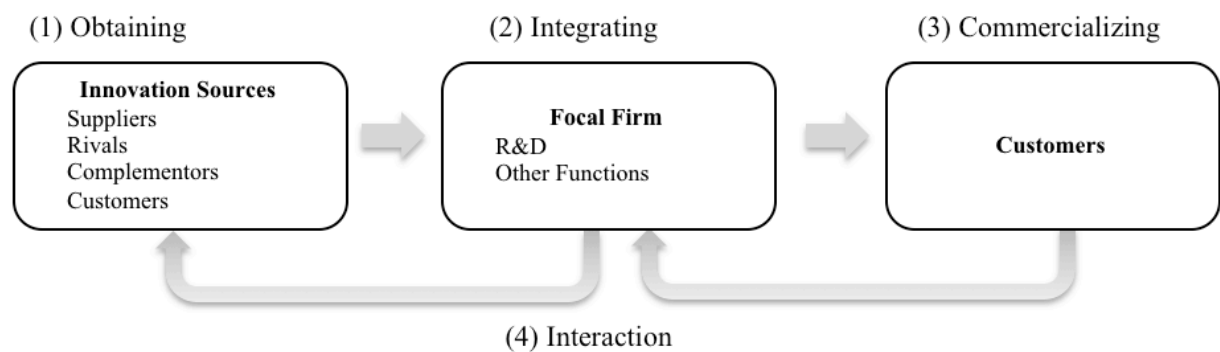 (1) Obtaining
(2) Integrating
(3) Commercializing
Innovation Sources
Suppliers
Rivals
Complementors
Customers
Focal Firm
R&D
Other Functions
Customers
(4) Interaction